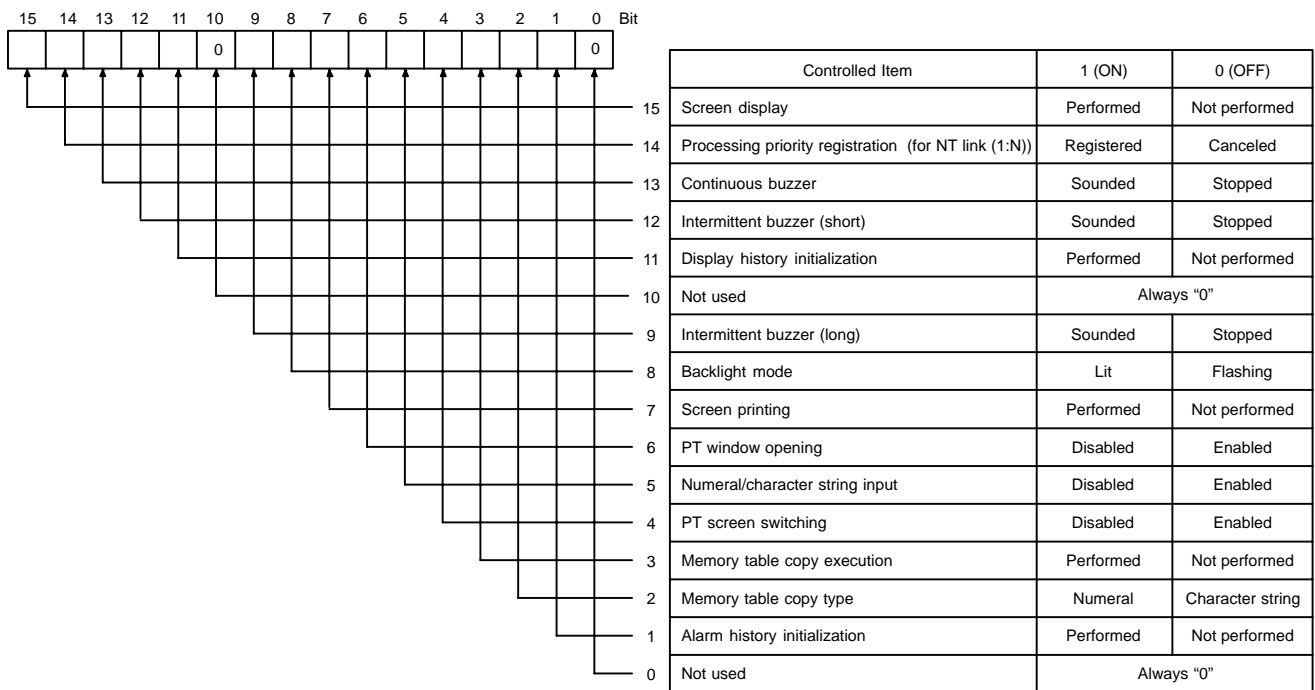 15 14 13 12 11 10 9 8 7 6 5 4 3 2 1 0 Bit
0 0
Controlled Item 1 (ON) 0 (OFF)
15 Screen display Performed Not performed
14 Processing priority registration (for NT link (1:N)) Registered Canceled
13 Continuous buzzer Sounded Stopped
12 Intermittent buzzer (short) Sounded Stopped
11 Display history initialization Performed Not performed
10 Not used Always “0”
9 Intermittent buzzer (long) Sounded Stopped
8 Backlight mode Lit Flashing
7 Screen printing Performed Not performed
6 PT window opening Disabled Enabled
5 Numeral/character string input Disabled Enabled
4 PT screen switching Disabled Enabled
3 Memory table copy execution Performed Not performed
2 Memory table copy type Numeral Character string
1 Alarm history initialization Performed Not performed
0 Not used Always “0”